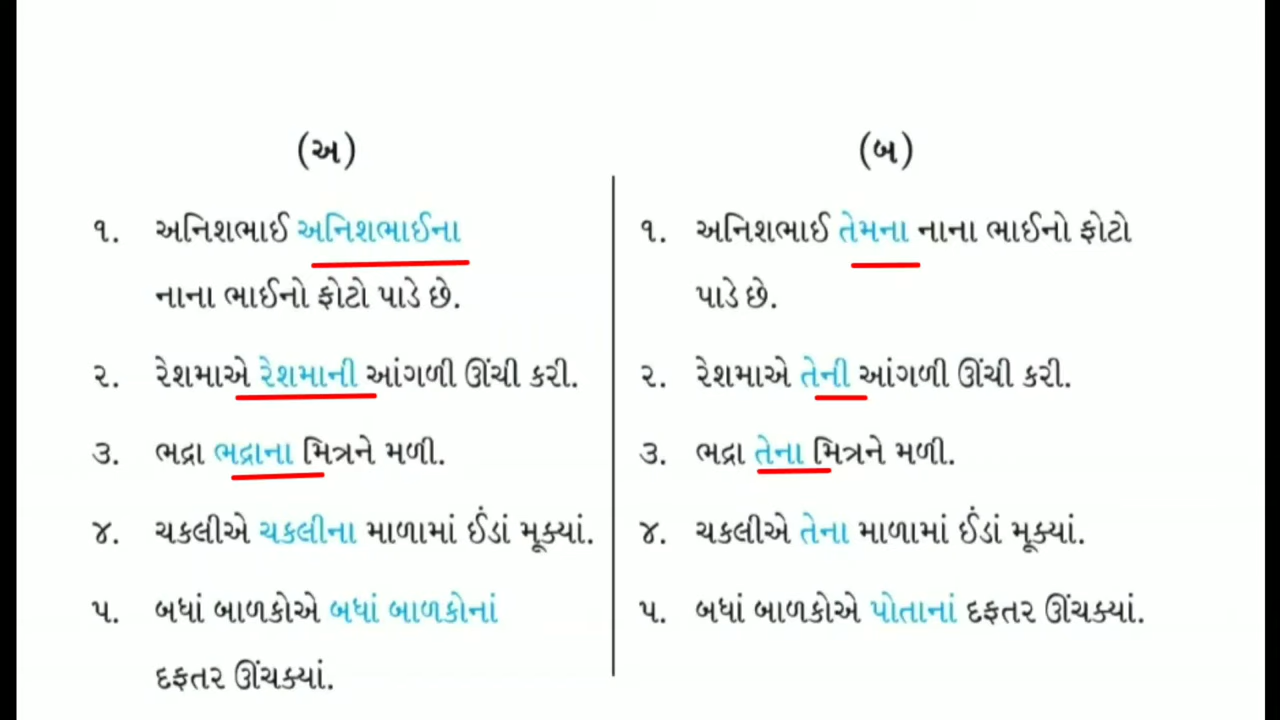 (અ)
૧. અનિશભાઈ અનિશભાઈના
નાના ભાઈનો ફોટો પાડે છે.
૨. રેશમાએ રેશમાની આંગળી ઊંચી કરી.
૩. ભદ્રા ભદ્રાના મિત્રને મળી.
૪. ચકલીએ ચકલીના માળામાં ઈંડાં મૂક્યાં.
૫. બધાં બાળકોએ બધાં બાળકોનાં
દફતર ઊંચક્યાં.
(બ)
૧. અનિશભાઈ તેમના નાના ભાઈનો ફોટો
પાડે છે.
૨. રેશમાએ તેની આંગળી ઊંચી કરી.
૩. ભદ્રા તેના મિત્રને મળી.
૪. ચકલીએ તેના માળામાં ઈંડાં મૂક્યાં.
૫. બધાં બાળકોએ પોતાનાં દફતર ઊંચક્યાં.